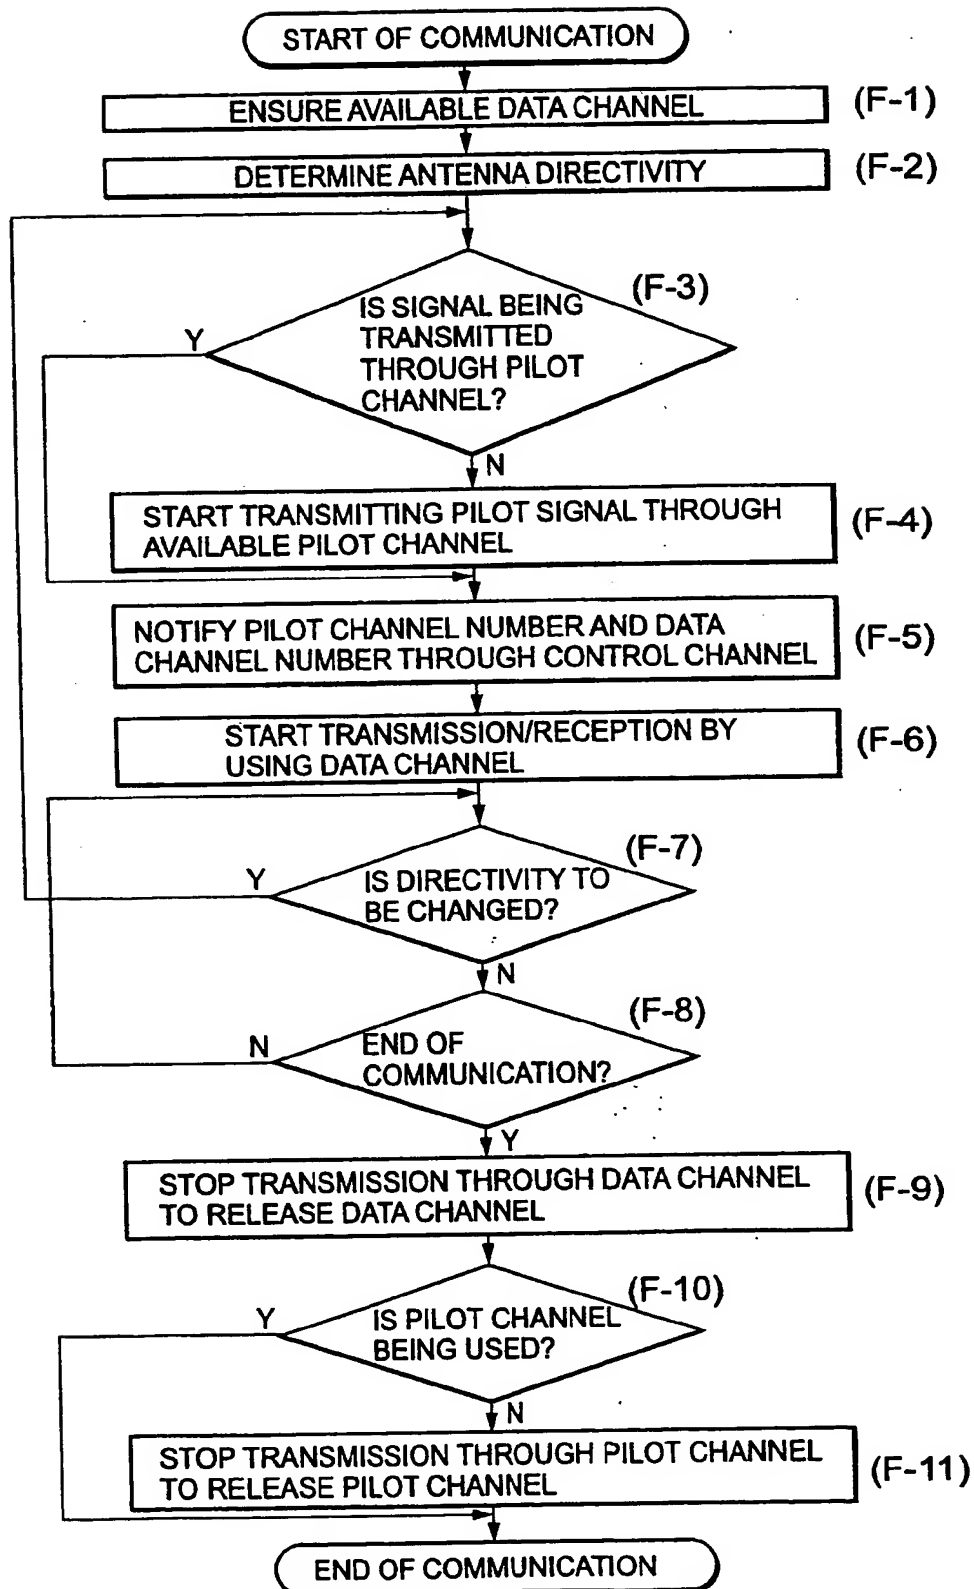 START OF COMMUNICATION
ENSURE AVAILABLE DATA CHANNEL
(F-1)
DETERMINE ANTENNA DIRECTIVITY
(F-2)
(F-3)
IS SIGNAL BEING
TRANSMITTED
THROUGH PILOT
CHANNEL?
Y
N
START TRANSMITTING PILOT SIGNAL THROUGH
AVAILABLE PILOT CHANNEL
(F-4)
NOTIFY PILOT CHANNEL NUMBER AND DATA
CHANNEL NUMBER THROUGH CONTROL CHANNEL
(F-5)
START TRANSMISSION/RECEPTION BY
USING DATA CHANNEL
(F-6)
(F-7)
Y
IS DIRECTIVITY TO
BE CHANGED?
N
(F-8)
N
END OF
COMMUNICATION?
Y
STOP TRANSMISSION THROUGH DATA CHANNEL
TO RELEASE DATA CHANNEL
(F-9)
(F-10)
Y
IS PILOT CHANNEL
BEING USED?
N
STOP TRANSMISSION THROUGH PILOT CHANNEL
TO RELEASE PILOT CHANNEL
(F-11)
END OF COMMUNICATION